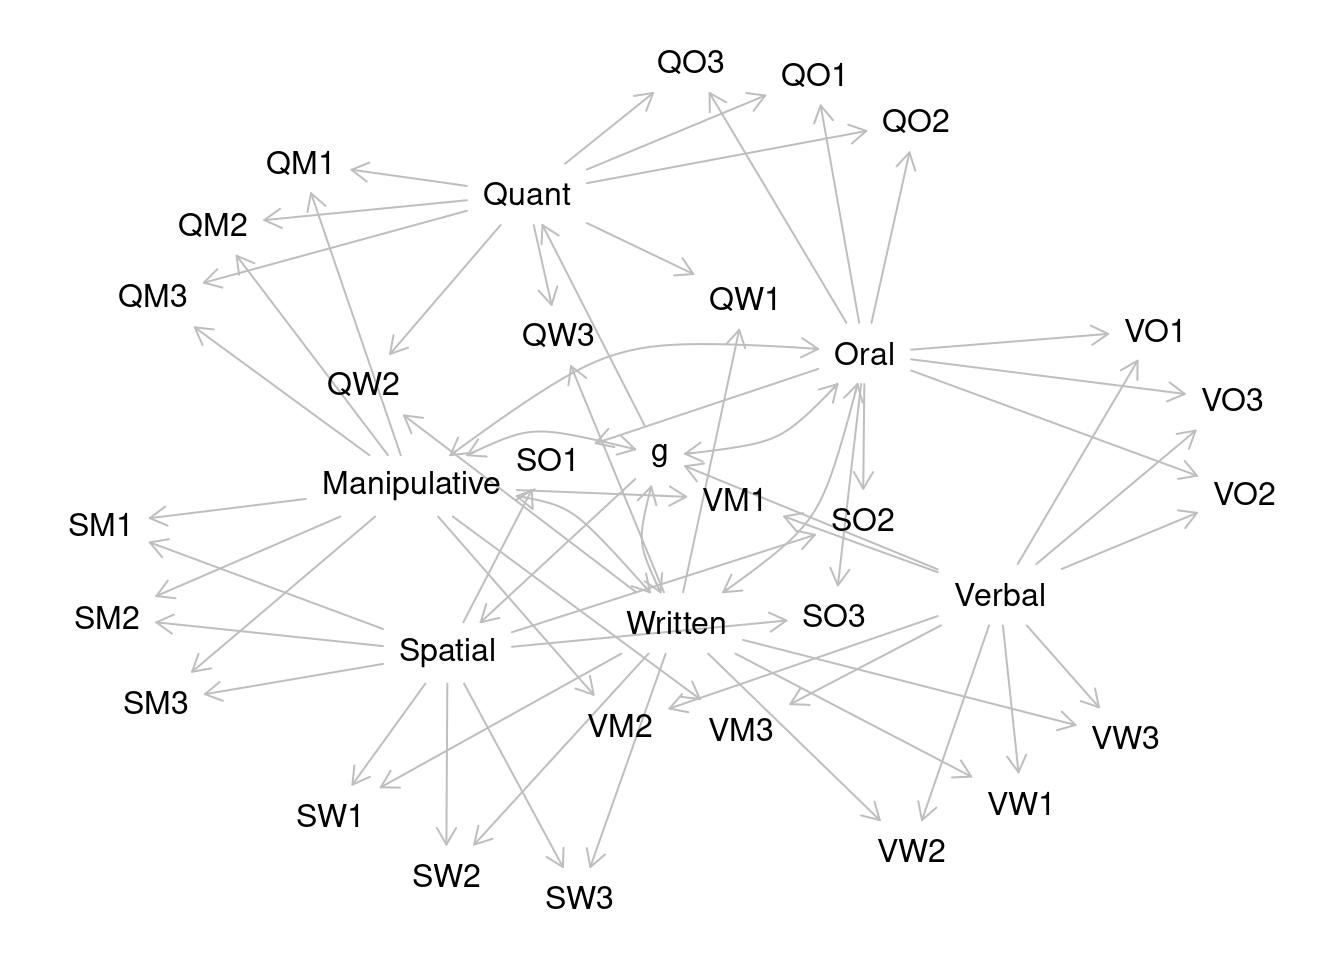 QO3
QO1
QO2
QM1
Quant
QM2
QM3
QW1
QW3
VO1
Oral
QW2
VO3
g
SO1
Manipulative
VO2
VM1
SO2
SM1
Verbal
SM2
SO3
Written
Spatial
SM3
VM2
VM3
VW3
VW1
SW1
VW2
SW2
SW3